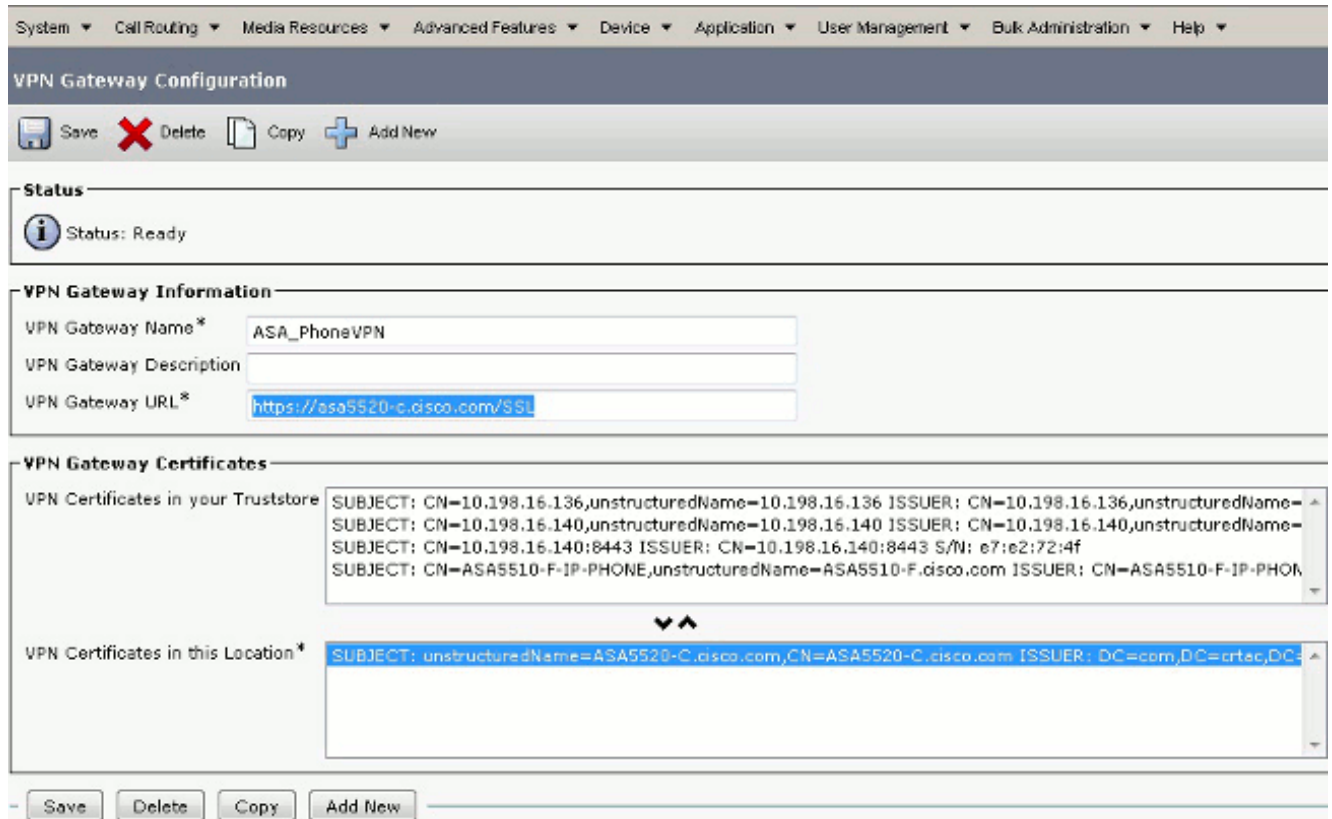 System Call Routing Media Resources Advanced Features Device Application User Management Bulk Administration Help
VPN Gateway Configuration
Save Delete Copy Add New
Status
Status: Ready
VPN Gateway Information
VPN Gateway Name* ASA_PhoneVPN
VPN Gateway Description
VPN Gateway URL* https://asa5520-c.cisco.com/SSL
VPN Gateway Certificates
VPN Certificates in your Truststore SUBJECT: CN=10.198.16.136,unstructuredName=10.198.16.136 ISSUER: CN=10.198.16.136,unstructuredName=
SUBJECT: CN=10.198.16.140,unstructuredName=10.198.16.140 ISSUER: CN=10.198.16.140,unstructuredName=
SUBJECT: CN=10.198.16.140:8443 ISSUER: CN=10.198.16.140:8443 S/N: e7:e2:72:4f
SUBJECT: CN=ASA5510-F-IP-PHONE,unstructuredName=ASA5510-F.cisco.com ISSUER: CN=ASA5510-F-IP-PHON
VPN Certificates in this Location* SUBJECT: unstructuredName=ASA5520-C.cisco.com,CN=ASA5520-C.cisco.com ISSUER: DC=com,DC=crtac,DC=
Save Delete Copy Add New